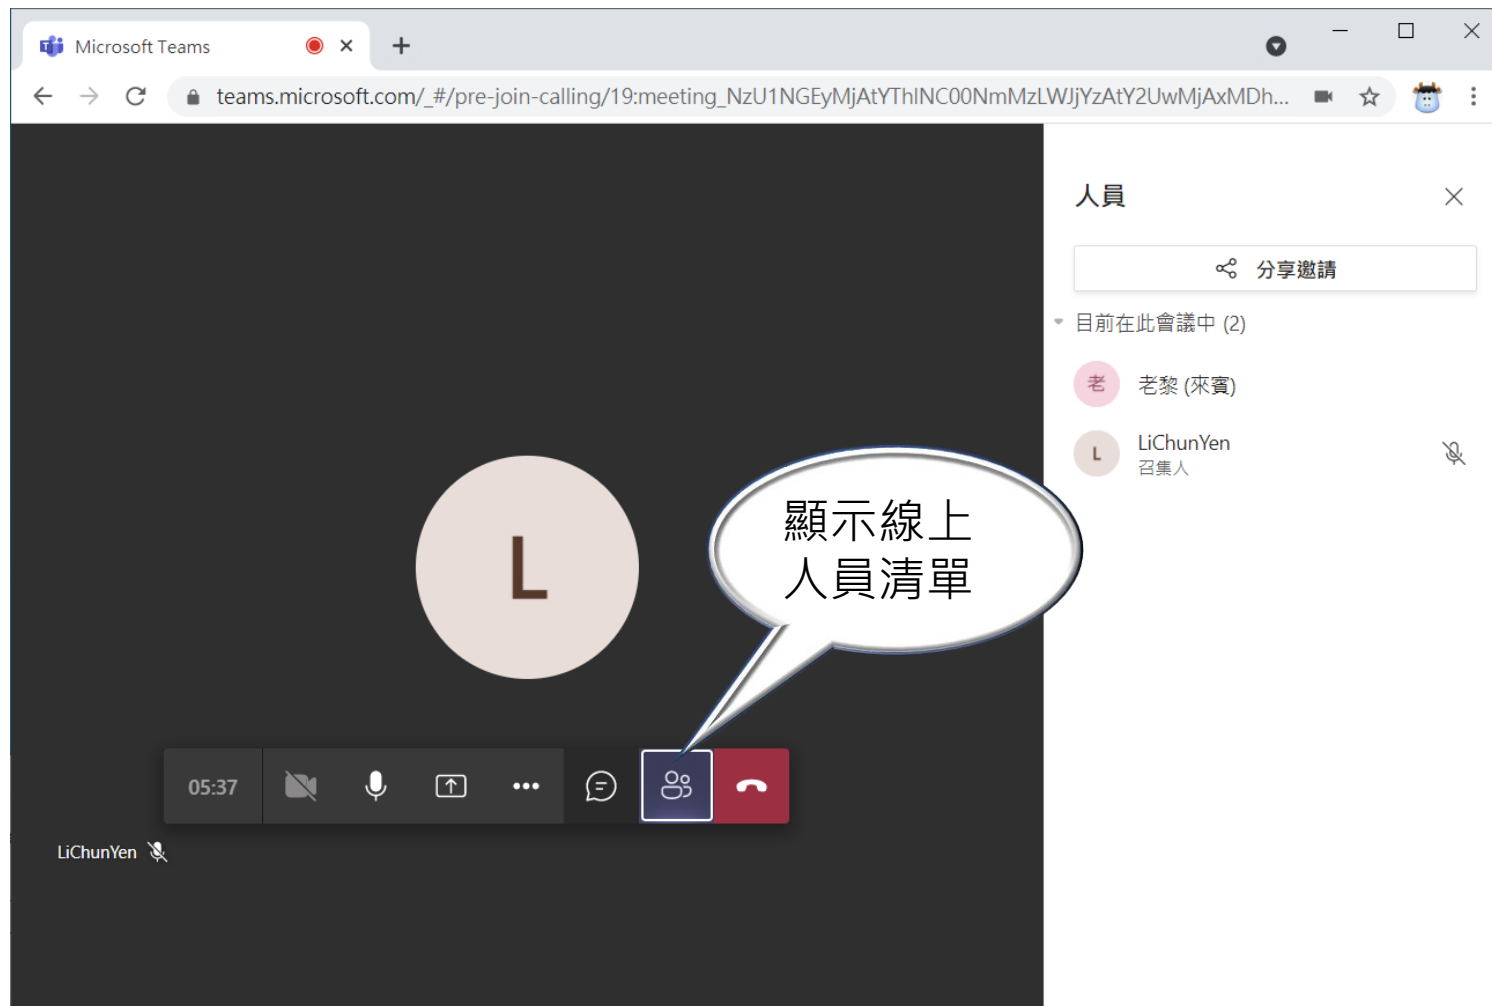 Microsoft Teams
teams.microsoft.com/_#/pre-join-calling/19:meeting_NzU1NGEyMjAtYThlNC00NmMzLWJjYzAtY2UwMjAxMDh...
人員
分享邀請
目前在此會議中 (2)
老 老黎 (來賓)
L LiChunYen
召集人
L
顯示線上
人員清單
05:37
LiChunYen